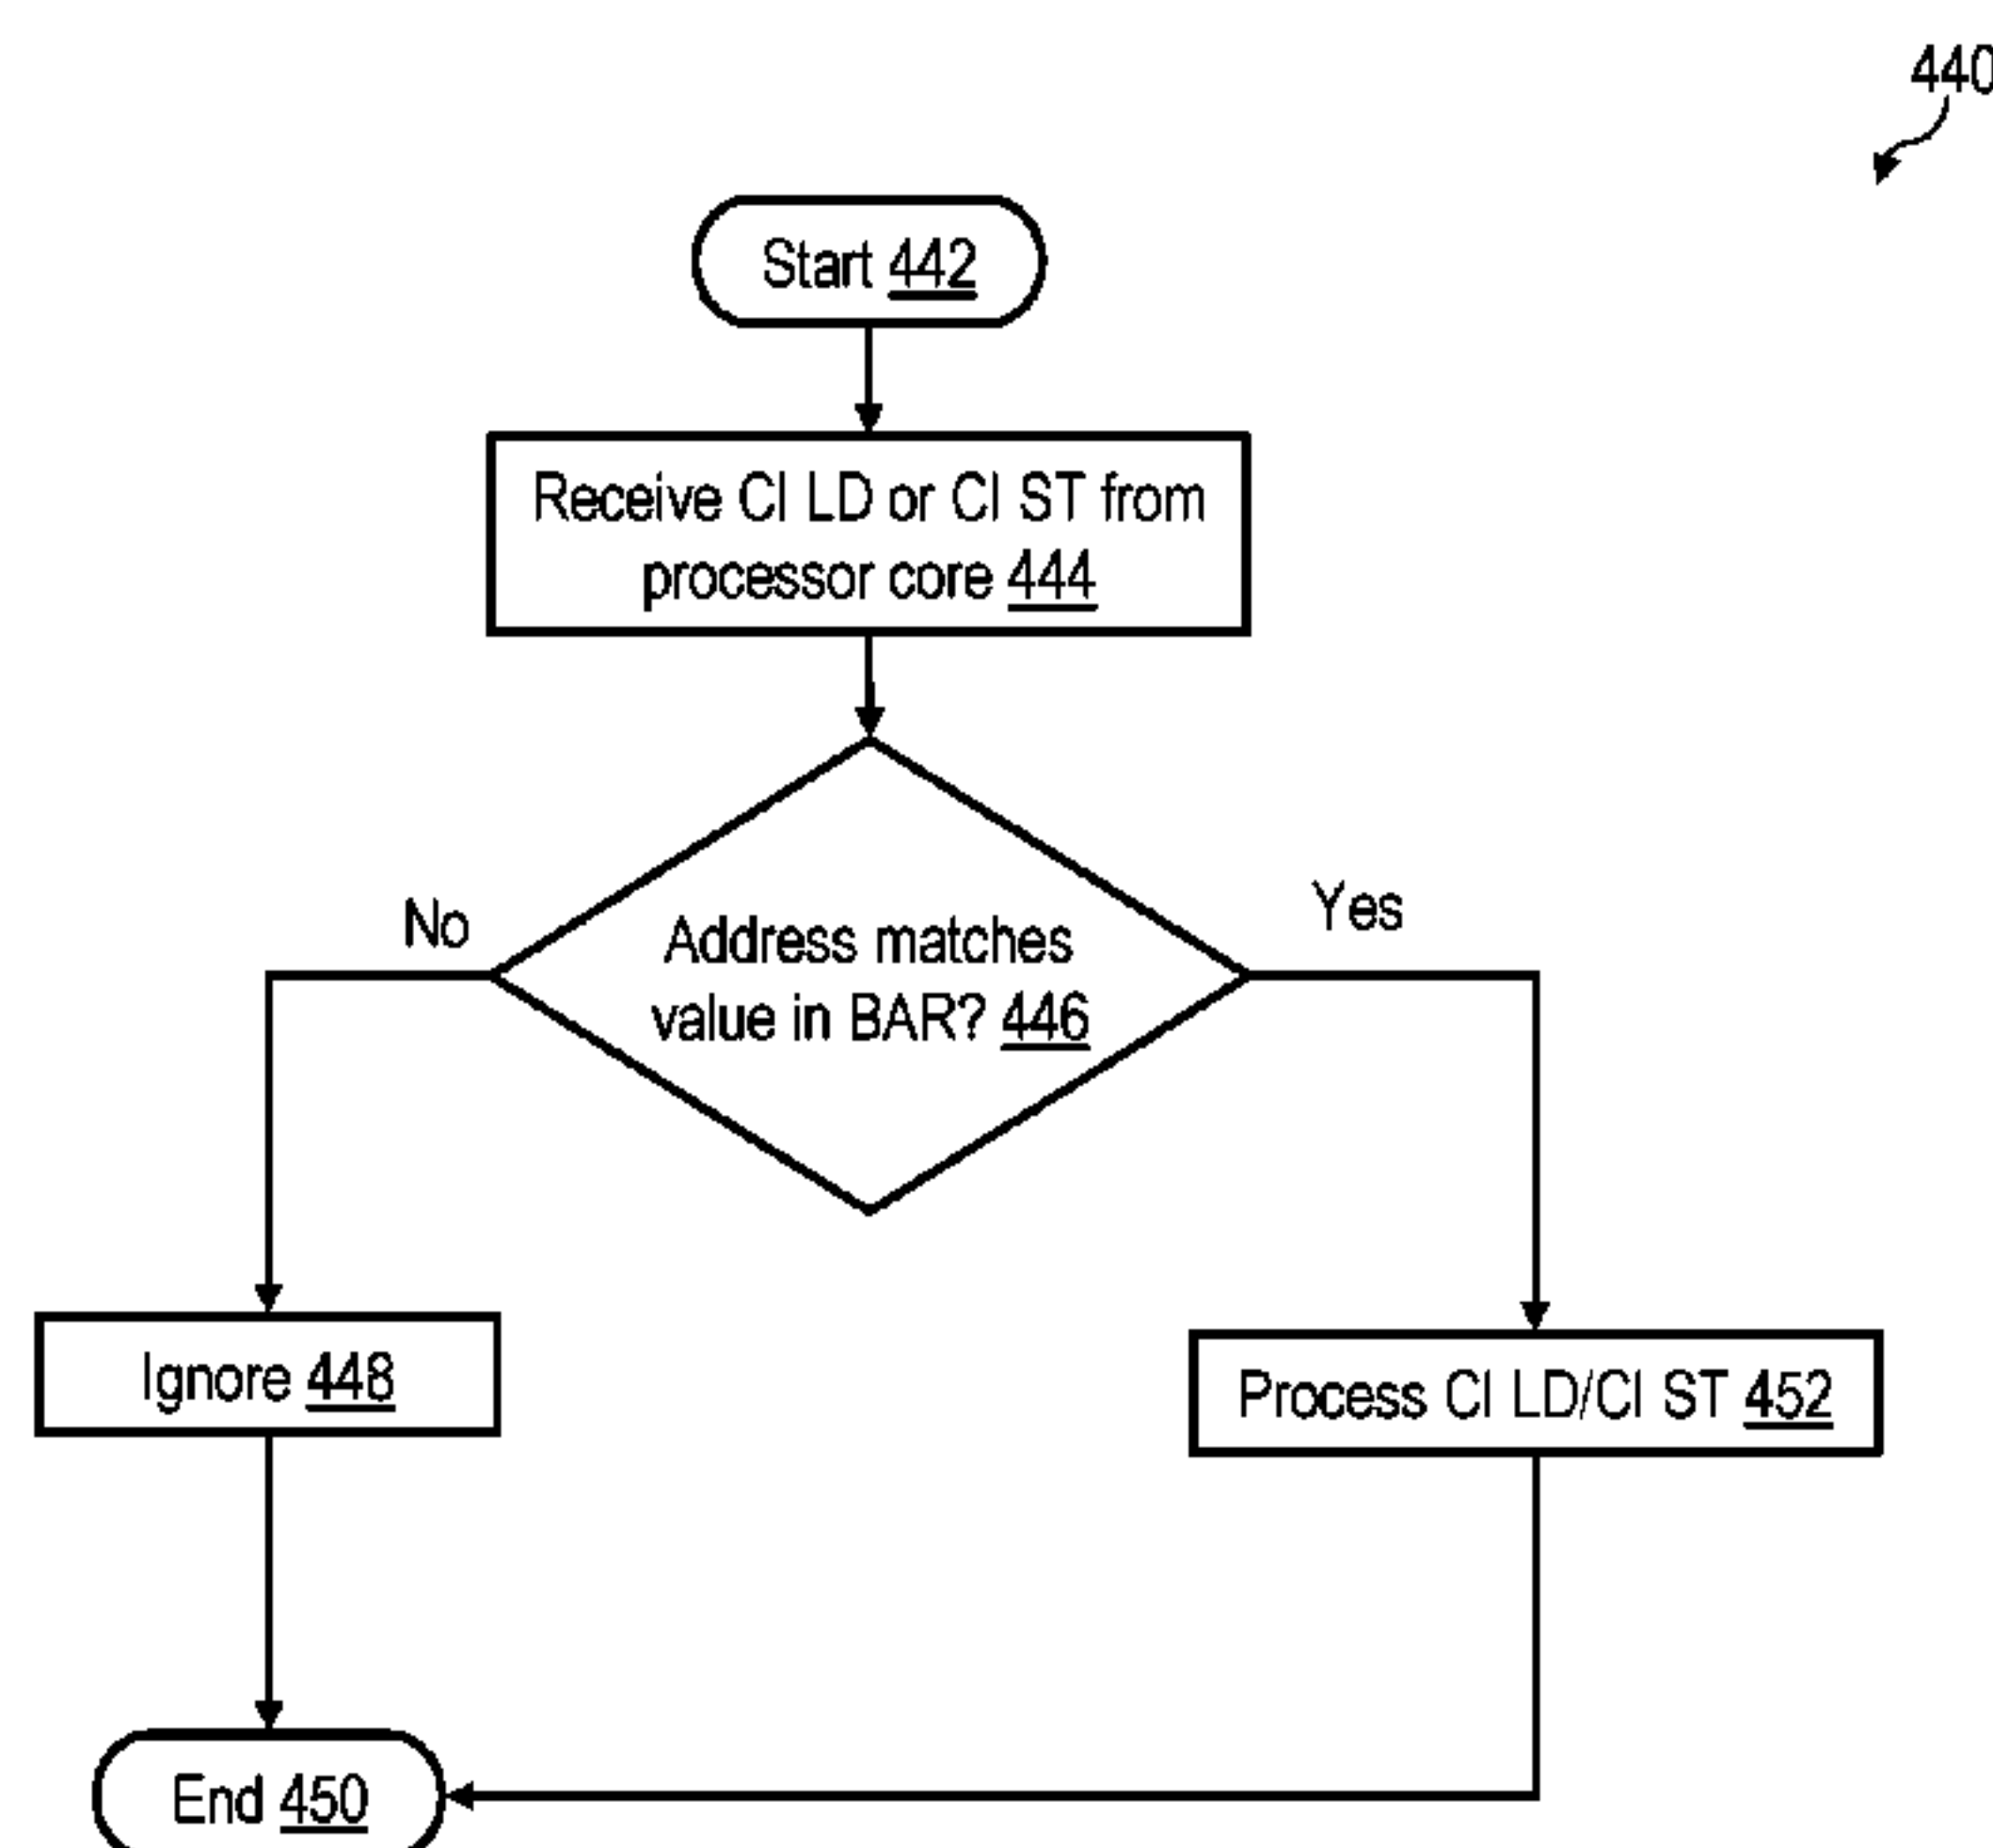 440
Start 442
Receive CI LD or CI ST from
processor core 444
No
Yes
Address matches
value in BAR? 446
Ignore 448
Process CI LD/CI ST 452
End 450